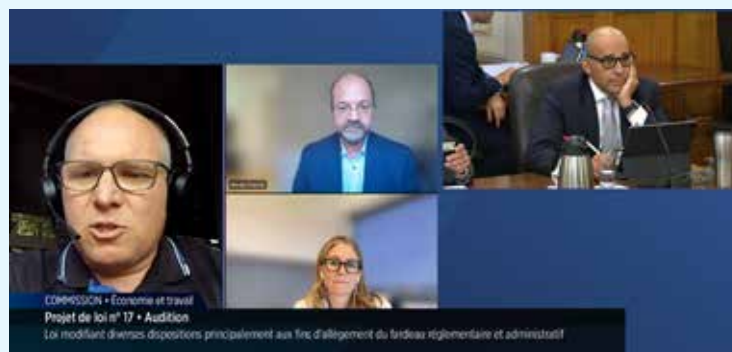 COMMISSION • Économie et travail
Projet de loi n° 17 • Audition
Loi modifiant diverses dispositions principalement aux fins d'allègement du fardeau réglementaire et administratif